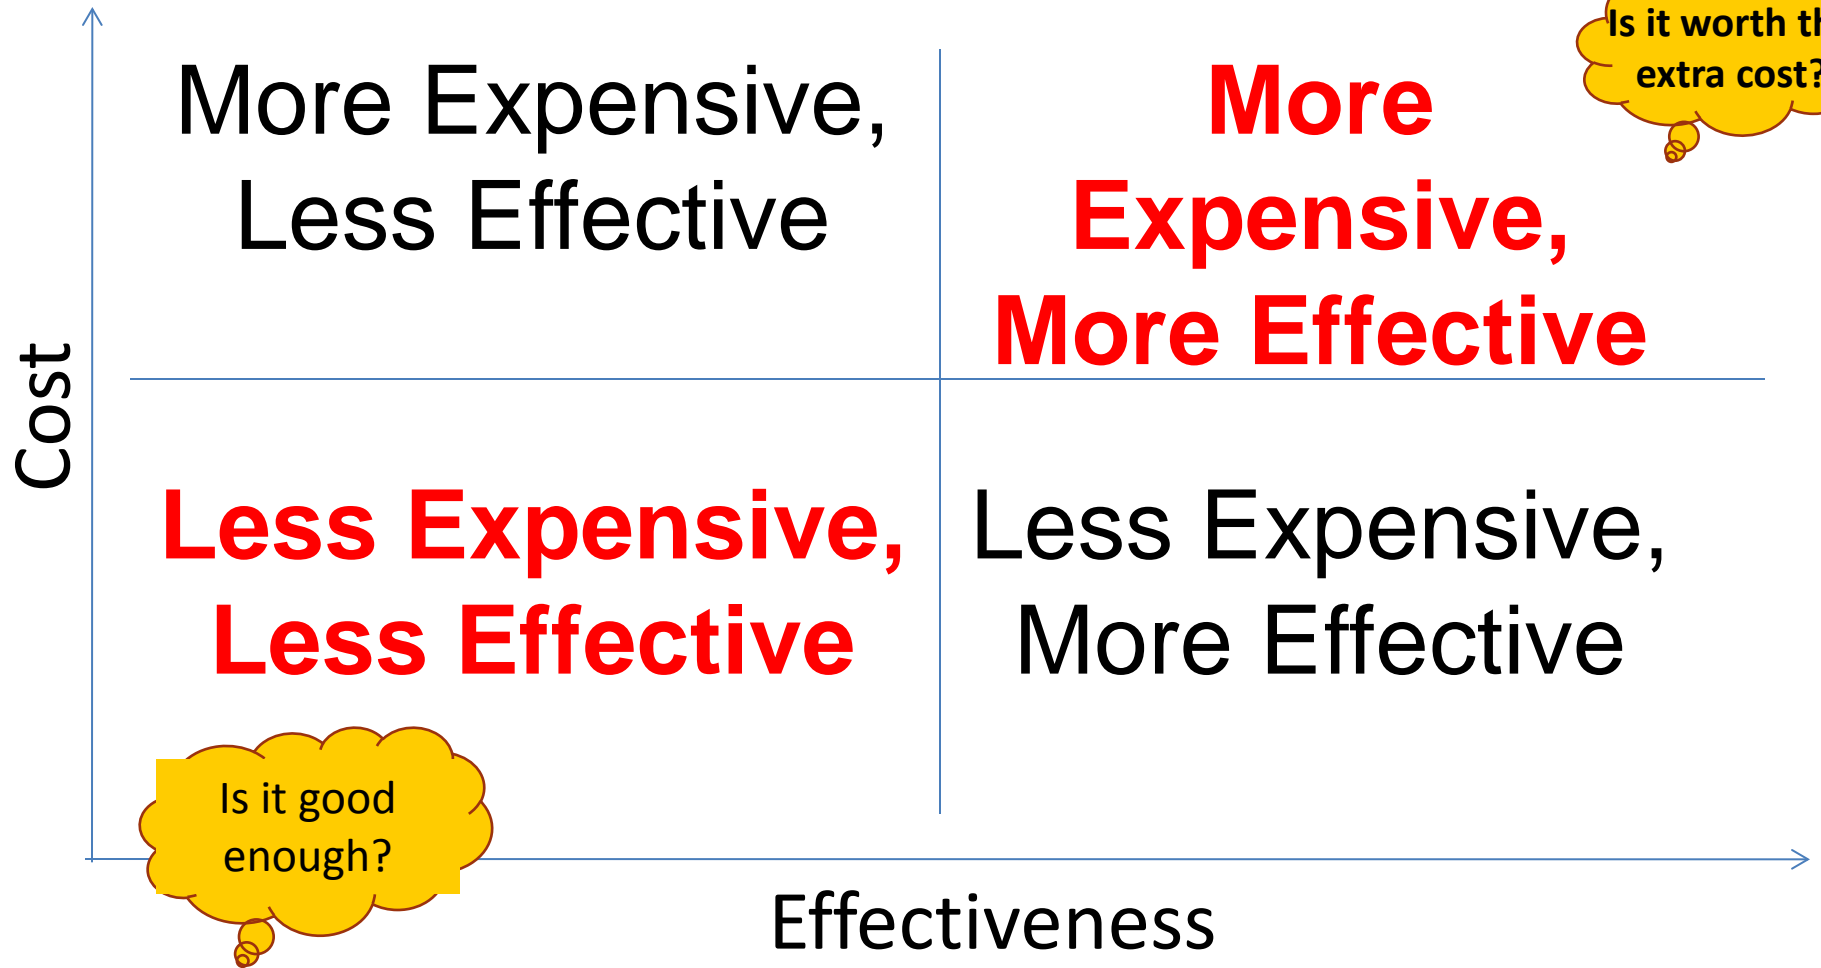 Is it worth
extra cost?
More Expensive,
Less Effective
More
Expensive,
More Effective
Cost
Less Expensive,
Less Effective
Less Expensive,
More Effective
Is it good
enough?
Effectiveness